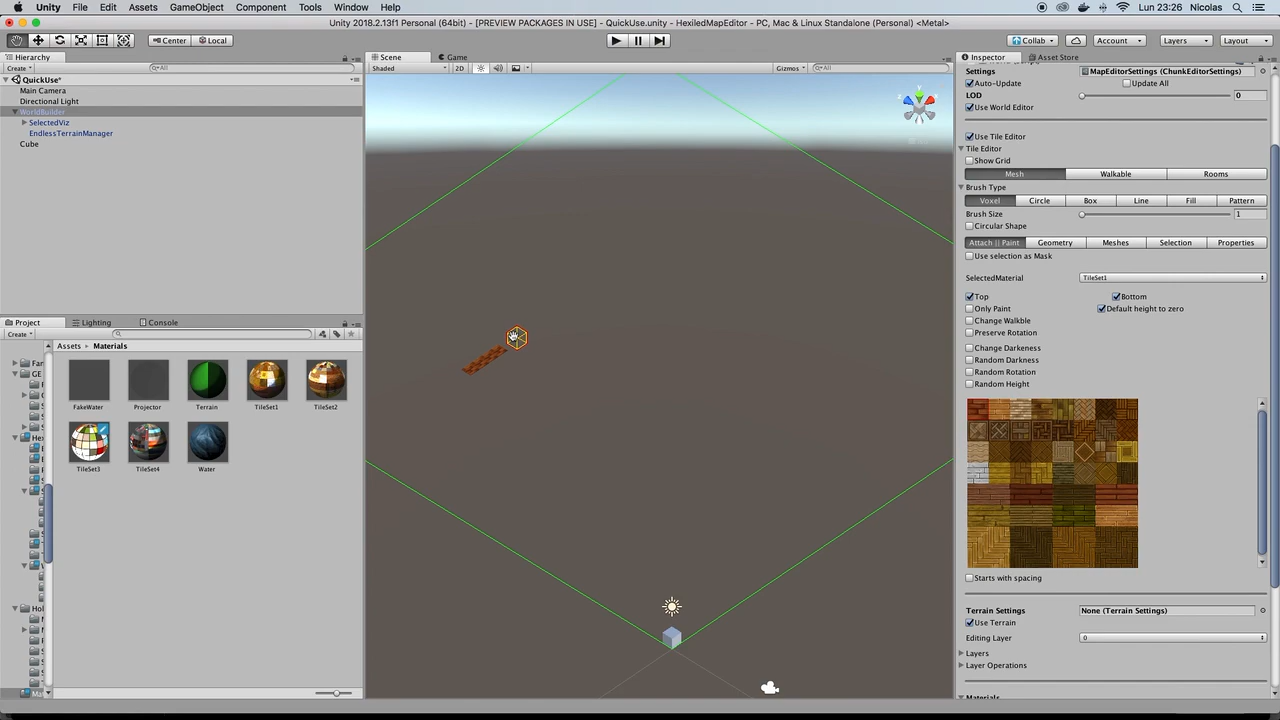 Unity File Edit Assets GameObject Component Tools Window Help Lun 23:26 Nicolas
Unity 2018.2.13f1 Personal (64bit) - [PREVIEW PACKAGES IN USE] - QuickUse.unity - HexiledMapEditor - PC, Mac & Linux Standalone (Personal) <Metal>
Center Local Collab Account Layers Layout
Hierarchy
Create All
QuickUse*
Main Camera
Directional Light
WorldBuilder
SelectedViz
EndlessTerrainManager
Cube
Scene Game
Shaded 2D Gizmos All
Inspector Asset Store
Settings MapEditorSettings (ChunkEditorSettings)
Auto-Update Update All
LOD 0
Use World Editor
Use Tile Editor
Tile Editor
Show Grid
Mesh Walkable Rooms
Brush Type
Voxel Circle Box Line Fill Pattern
Brush Size 1
Circular Shape
Attach || Paint Geometry Meshes Selection Properties
Use selection as Mask
SelectedMaterial TileSet1
Top Bottom
Only Paint Default height to zero
Change Walkble
Preserve Rotation
Change Darkeness
Random Darkness
Random Rotation
Random Height
Starts with spacing
Terrain Settings None (Terrain Settings)
Use Terrain
Editing Layer 0
Layers
Layer Operations
Materials
Project Lighting Console
Create
Assets Materials
FakeWater Projector Terrain TileSet1 TileSet2
TileSet3 TileSet4 Water